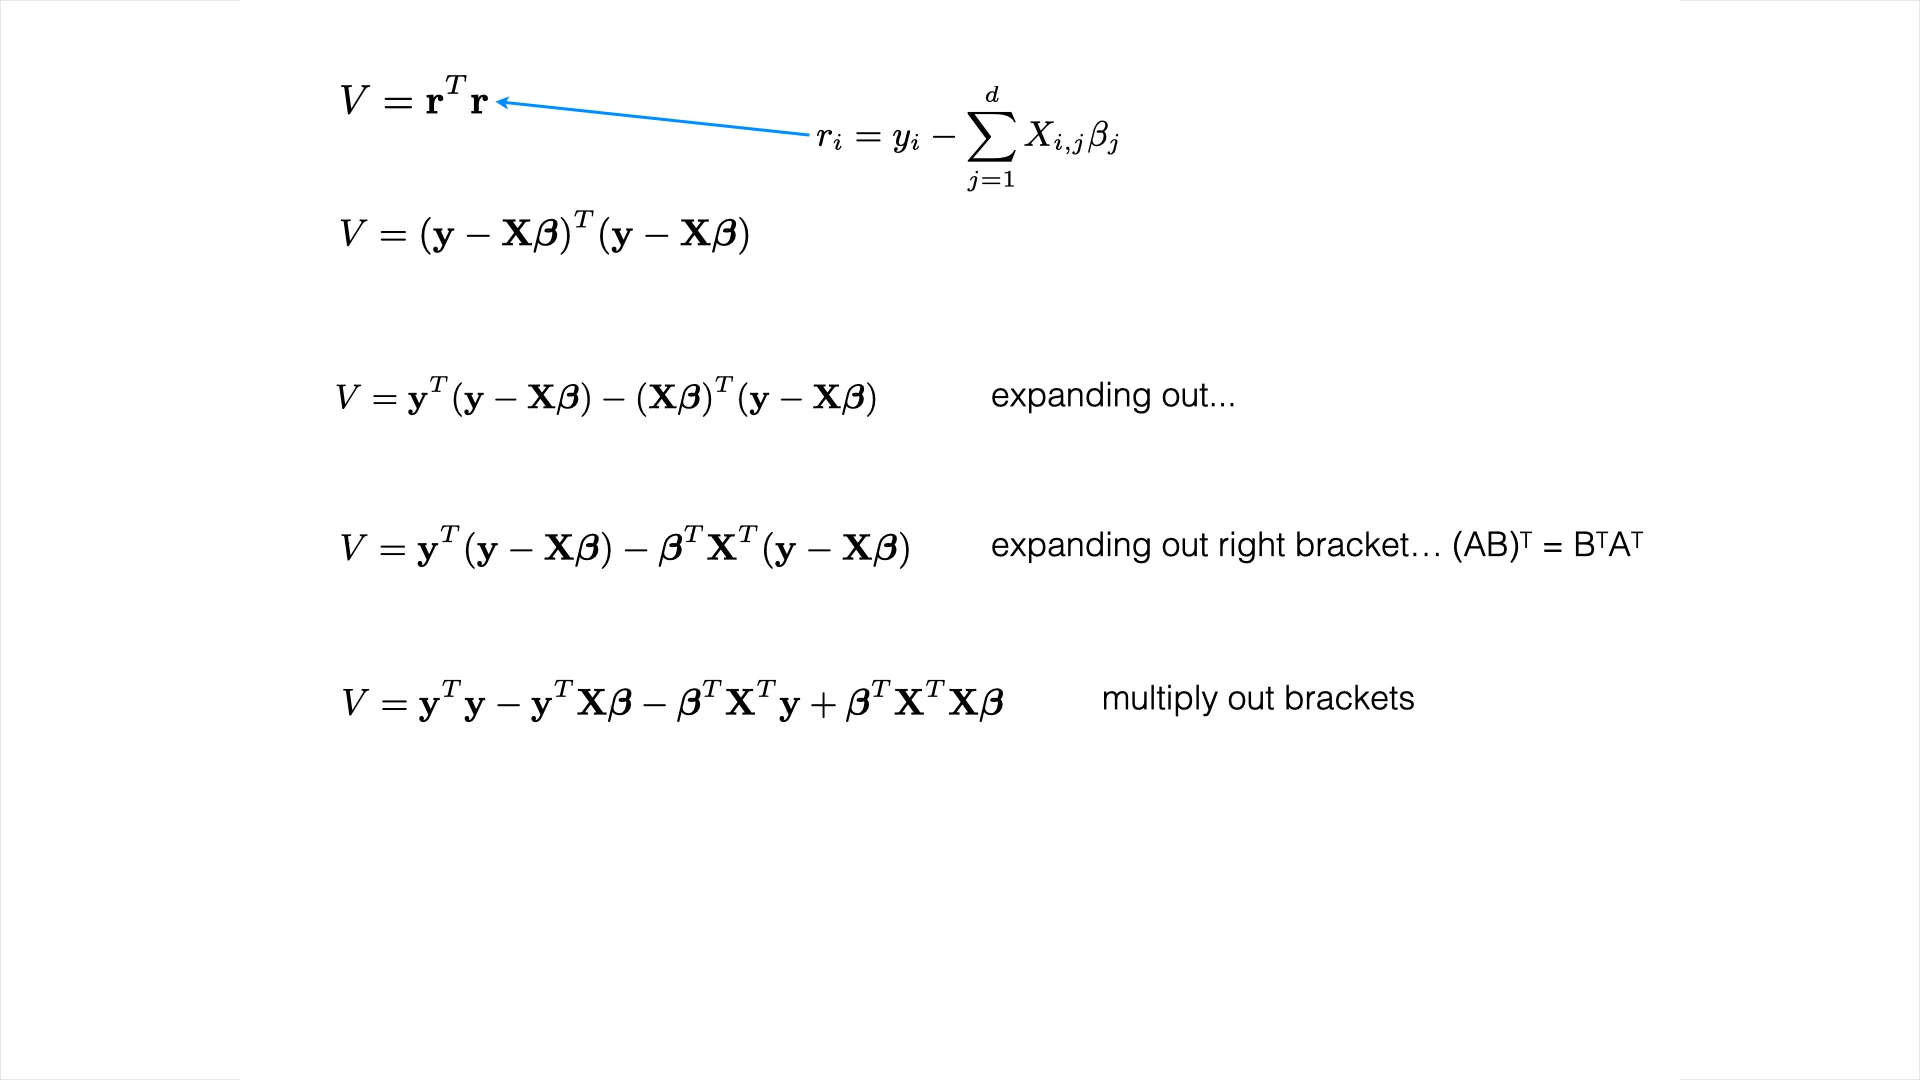 V = r^T r
r_i = y_i − ∑_{j=1}^{d} X_{i,j} β_j
V = (y − Xβ)^T (y − Xβ)
V = y^T (y − Xβ) − (Xβ)^T (y − Xβ) expanding out...
V = y^T (y − Xβ) − β^T X^T (y − Xβ) expanding out right bracket… (AB)ᵀ = BᵀAᵀ
V = y^T y − y^T Xβ − β^T X^T y + β^T X^T Xβ multiply out brackets